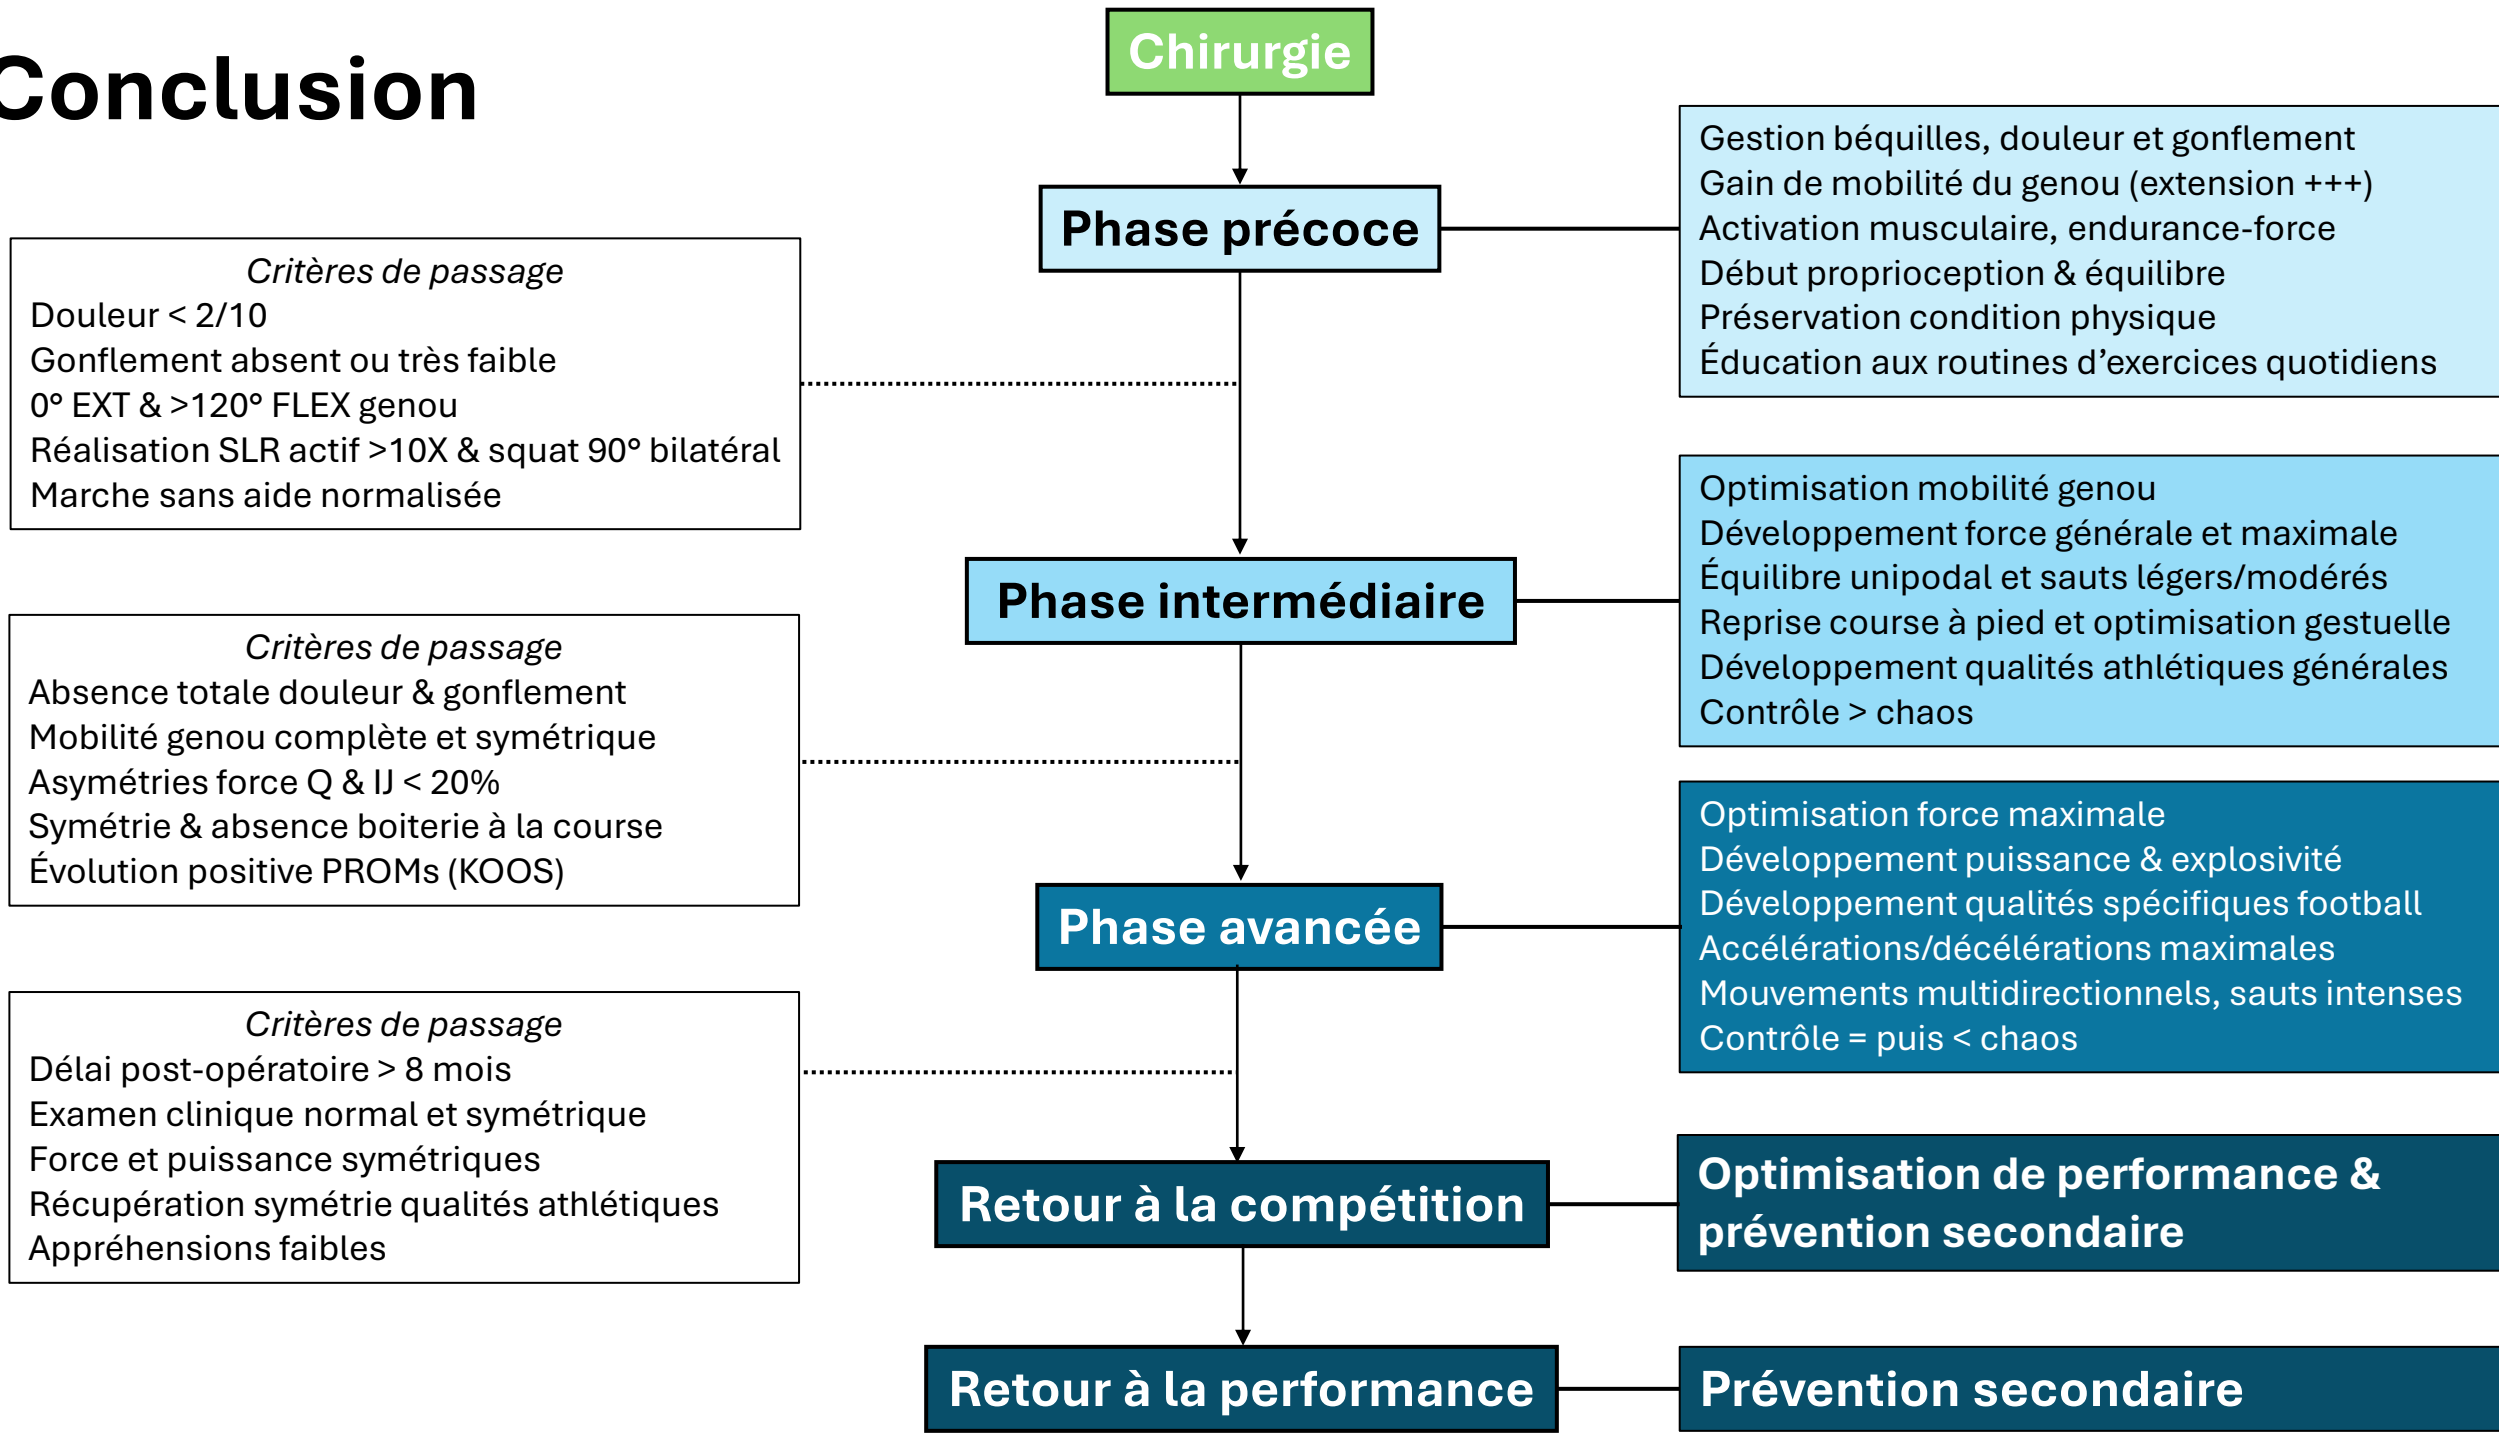 Conclusion
Chirurgie
Phase précoce
Gestion béquilles, douleur et gonflement
Gain de mobilité du genou (extension +++)
Activation musculaire, endurance-force
Début proprioception & équilibre
Préservation condition physique
Éducation aux routines d’exercices quotidiens
Critères de passage
Douleur < 2/10
Gonflement absent ou très faible
0° EXT & >120° FLEX genou
Réalisation SLR actif >10X & squat 90° bilatéral
Marche sans aide normalisée
Phase intermédiaire
Optimisation mobilité genou
Développement force générale et maximale
Équilibre unipodal et sauts légers/modérés
Reprise course à pied et optimisation gestuelle
Développement qualités athlétiques générales
Contrôle > chaos
Critères de passage
Absence totale douleur & gonflement
Mobilité genou complète et symétrique
Asymétries force Q & IJ < 20%
Symétrie & absence boiterie à la course
Évolution positive PROMs (KOOS)
Phase avancée
Optimisation force maximale
Développement puissance & explosivité
Développement qualités spécifiques football
Accélérations/décélérations maximales
Mouvements multidirectionnels, sauts intenses
Contrôle = puis < chaos
Critères de passage
Délai post-opératoire > 8 mois
Examen clinique normal et symétrique
Force et puissance symétriques
Récupération symétrie qualités athlétiques
Appréhensions faibles
Retour à la compétition
Optimisation de performance &
prévention secondaire
Retour à la performance
Prévention secondaire